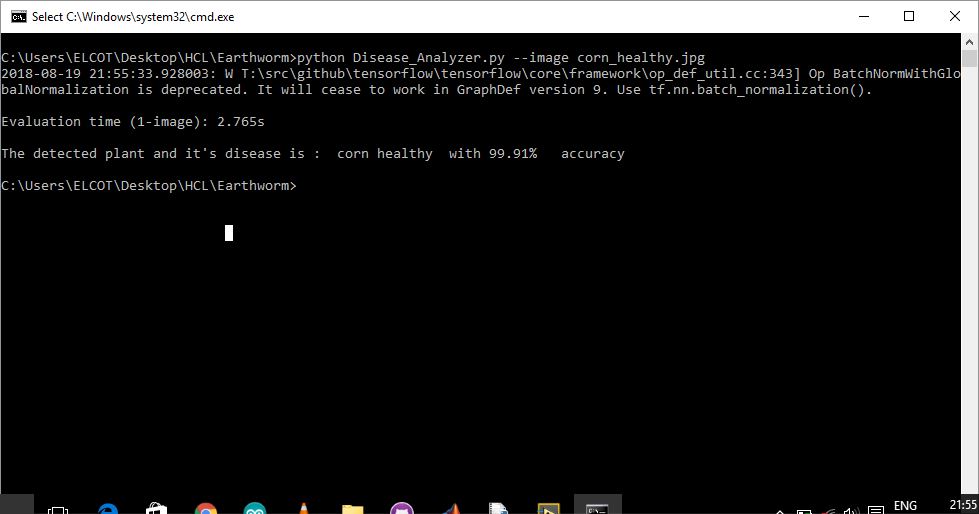 Select C:\Windows\system32\cmd.exe
C:\Users\ELCOT\Desktop\HCL\Earthworm>python Disease_Analyzer.py --image corn_healthy.jpg
2018-08-19 21:55:33.928003: W T:\src\github\tensorflow\tensorflow\core\framework\op_def_util.cc:343] Op BatchNormWithGlo
balNormalization is deprecated. It will cease to work in GraphDef version 9. Use tf.nn.batch_normalization().
Evaluation time (1-image): 2.765s
The detected plant and it's disease is :  corn healthy  with 99.91%   accuracy
C:\Users\ELCOT\Desktop\HCL\Earthworm>
ENG 21:55